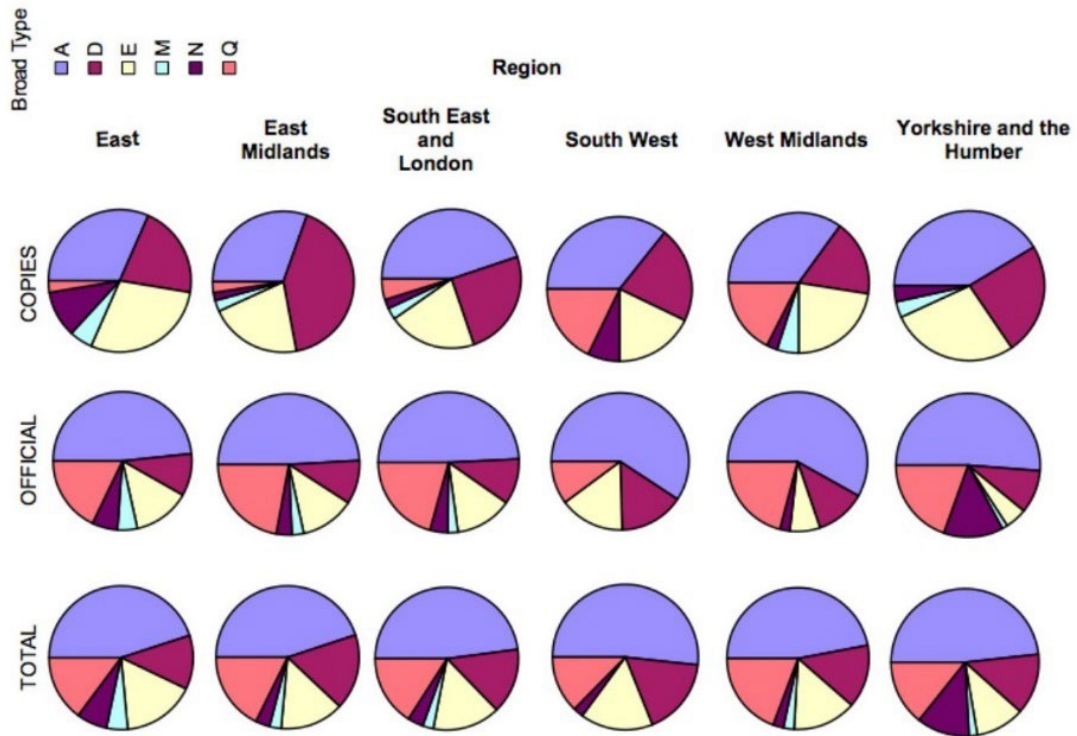 Broad Type
A
D
E
M
N
Q
Region
East
East
Midlands
South East
and
London
South West
West Midlands
Yorkshire and the
Humber
COPIES
OFFICIAL
TOTAL